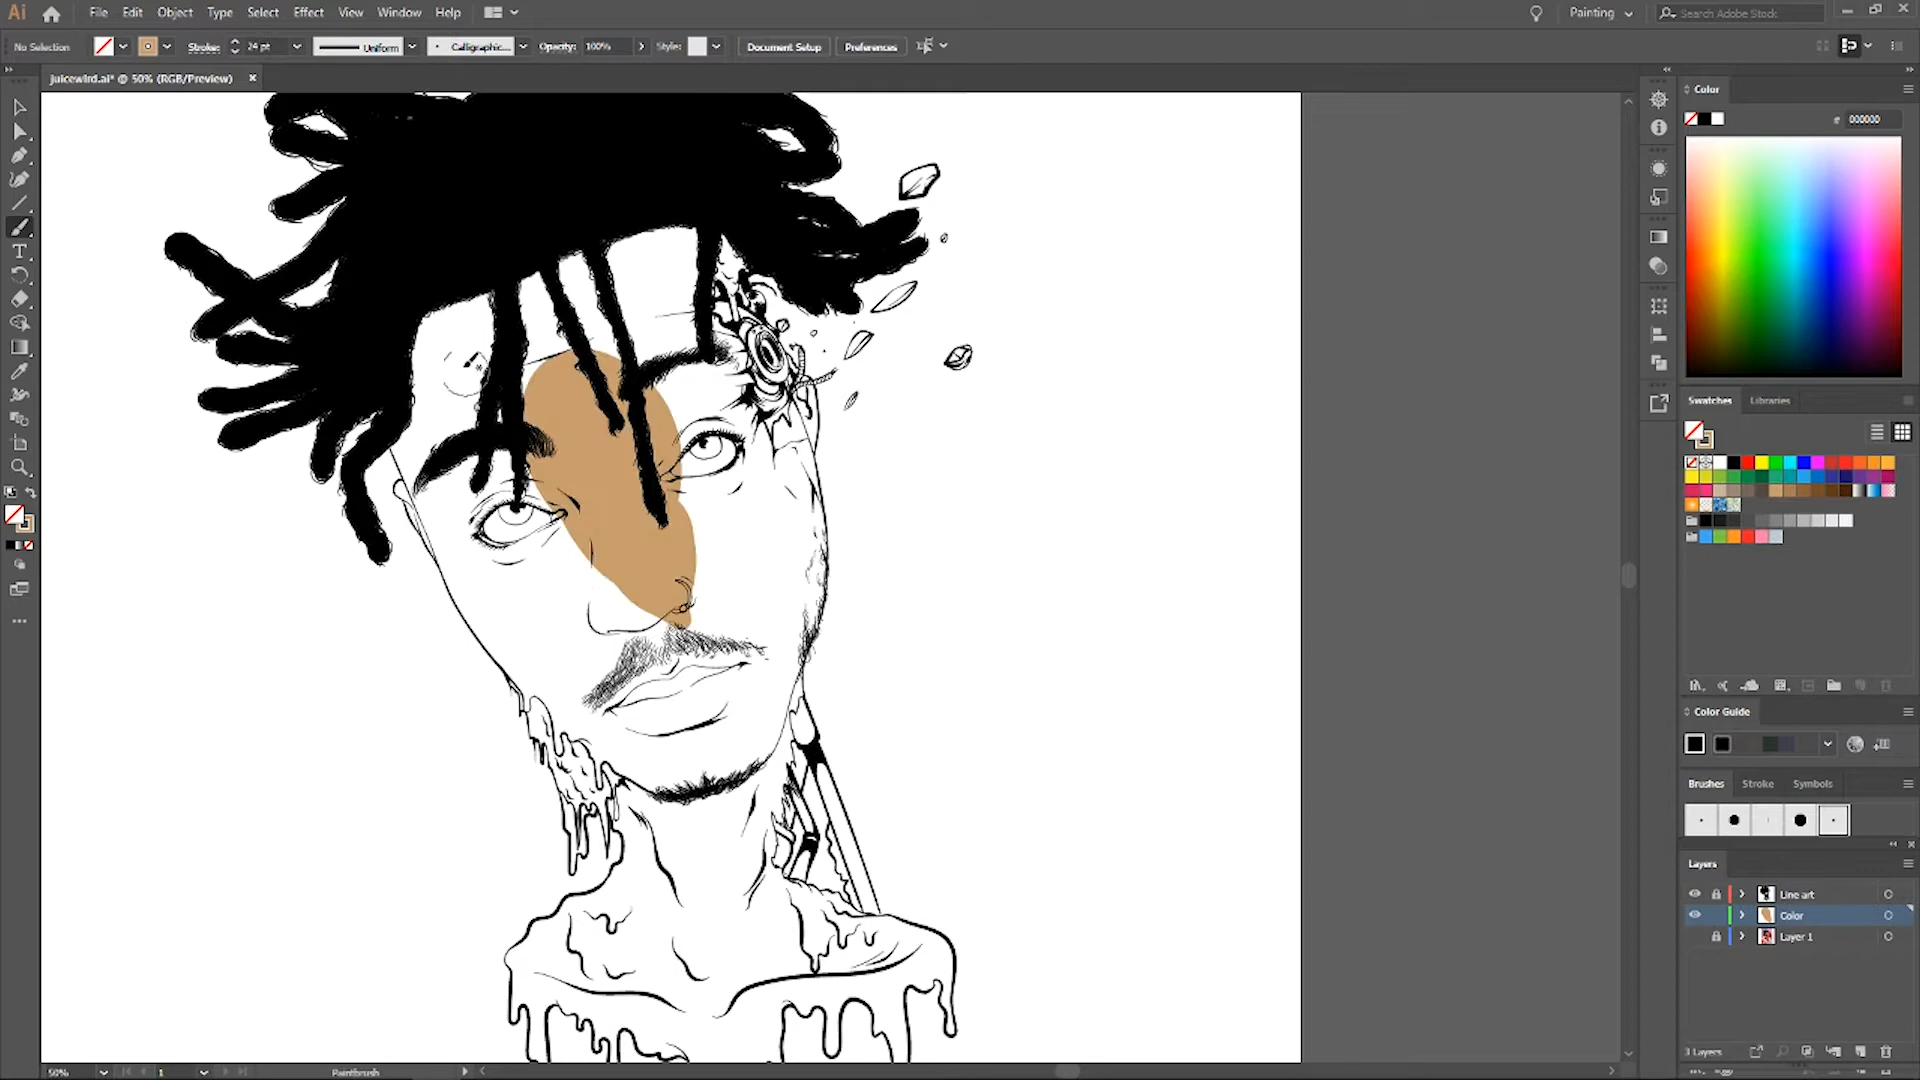 Ai File Edit Object Type Select Effect View Window Help Painting Search Adobe Stock
No Selection Stroke: 24 pt Uniform Calligraphic... Opacity: 100% Style: Document Setup Preferences
juicewrld.ai* @ 50% (RGB/Preview) ×
Color
# 000000
Swatches Libraries
Color Guide
Brushes Stroke Symbols
Layers
Line art
Color
Layer 1
3 Layers
50% 1 Paintbrush